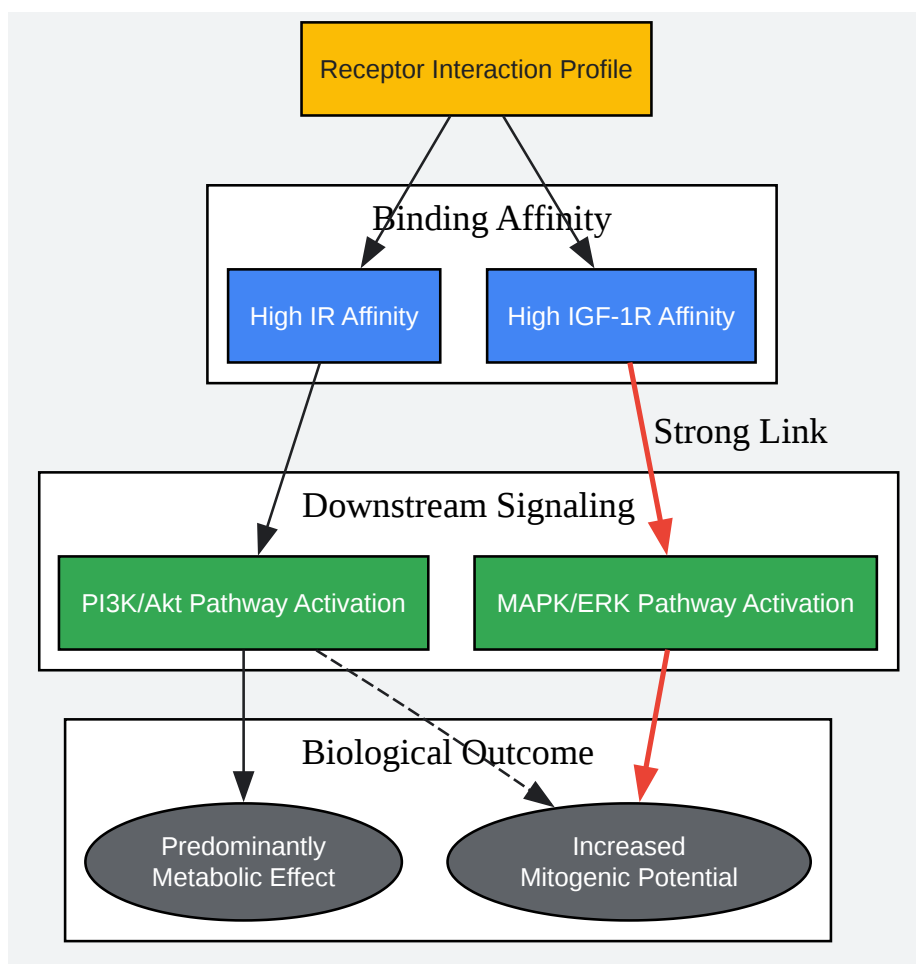 Receptor Interaction Profile
Binding Affinity
High IR Affinity
High IGF-1R Affinity
Strong Link
Downstream Signaling
PI3K/Akt Pathway Activation
MAPK/ERK Pathway Activation
Biological Outcome
Predominantly
Metabolic Effect
Increased
Mitogenic Potential